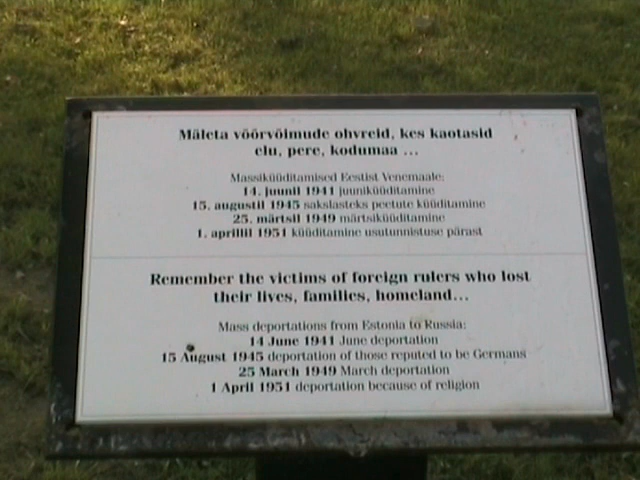 Mäleta võõrvõimude ohvreid, kes kaotasid
elu, pere, kodumaa ...
Massiküüditamised Eestist Venemaale:
14. juunil 1941 juuniküüditamine
15. augustil 1945 sakslasteks peetute küüditamine
25. märtsil 1949 märtsiküüditamine
1. aprillil 1951 küüditamine usutunnistuse pärast
Remember the victims of foreign rulers who lost
their lives, families, homeland...
Mass deportations from Estonia to Russia:
14 June 1941 June deportation
15 August 1945 deportation of those reputed to be Germans
25 March 1949 March deportation
1 April 1951 deportation because of religion